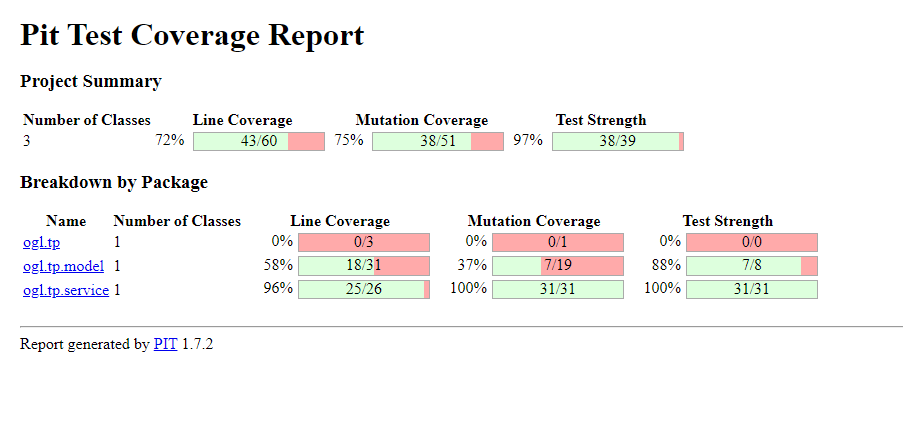 Pit Test Coverage Report
Project Summary
Number of Classes Line Coverage Mutation Coverage Test Strength
3 72% 43/60 75% 38/51 97% 38/39
Breakdown by Package
Name Number of Classes Line Coverage Mutation Coverage Test Strength
ogl.tp 1 0% 0/3 0% 0/1 0% 0/0
ogl.tp.model 1 58% 18/31 37% 7/19 88% 7/8
ogl.tp.service 1 96% 25/26 100% 31/31 100% 31/31
Report generated by PIT 1.7.2